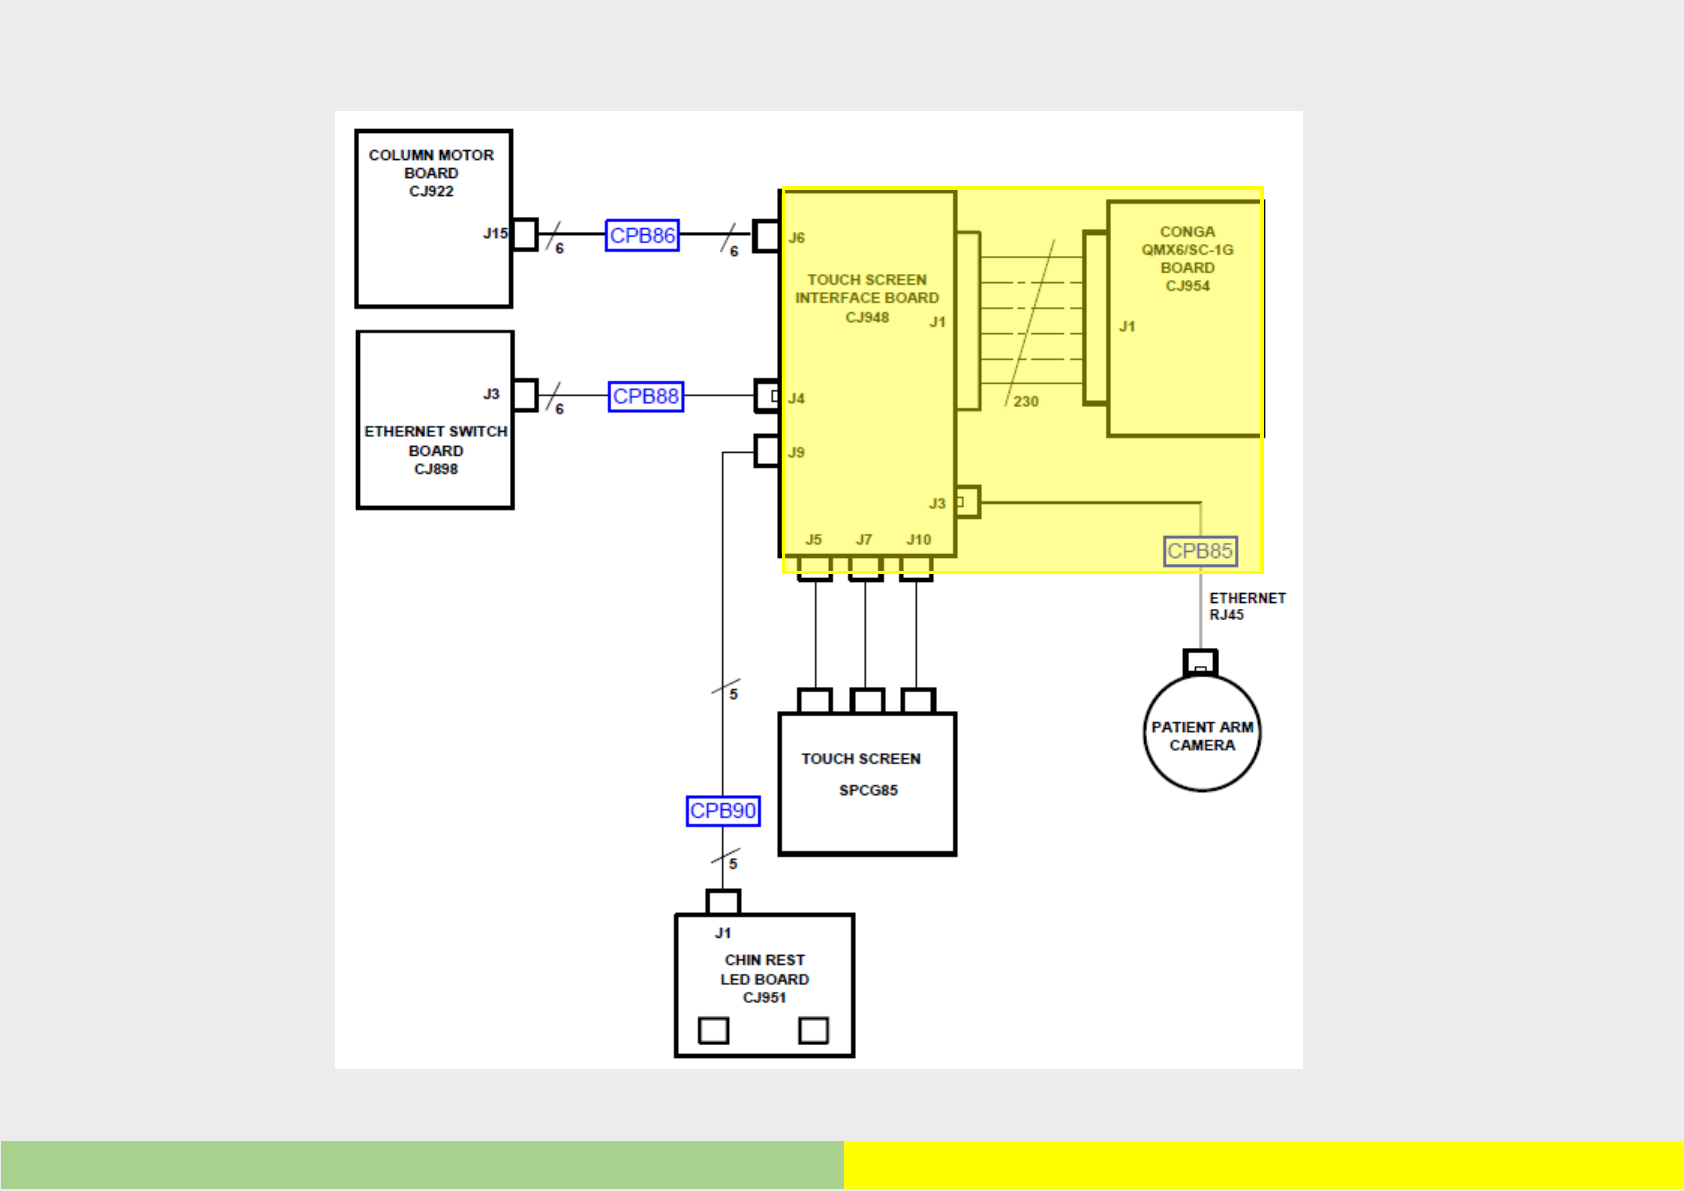 COLUMN MOTOR
BOARD
CJ922
J15
6
CPB86
6
J6
TOUCH SCREEN
INTERFACE BOARD
CJ948
J1
230
CONGA
QMX6/SC-1G
BOARD
CJ954
J1
J3
6
CPB88
J4
ETHERNET SWITCH
BOARD
CJ898
J9
J3
J5
J7
J10
CPB85
ETHERNET
RJ45
5
PATIENT ARM
CAMERA
TOUCH SCREEN
SPCG85
CPB90
5
J1
CHIN REST
LED BOARD
CJ951